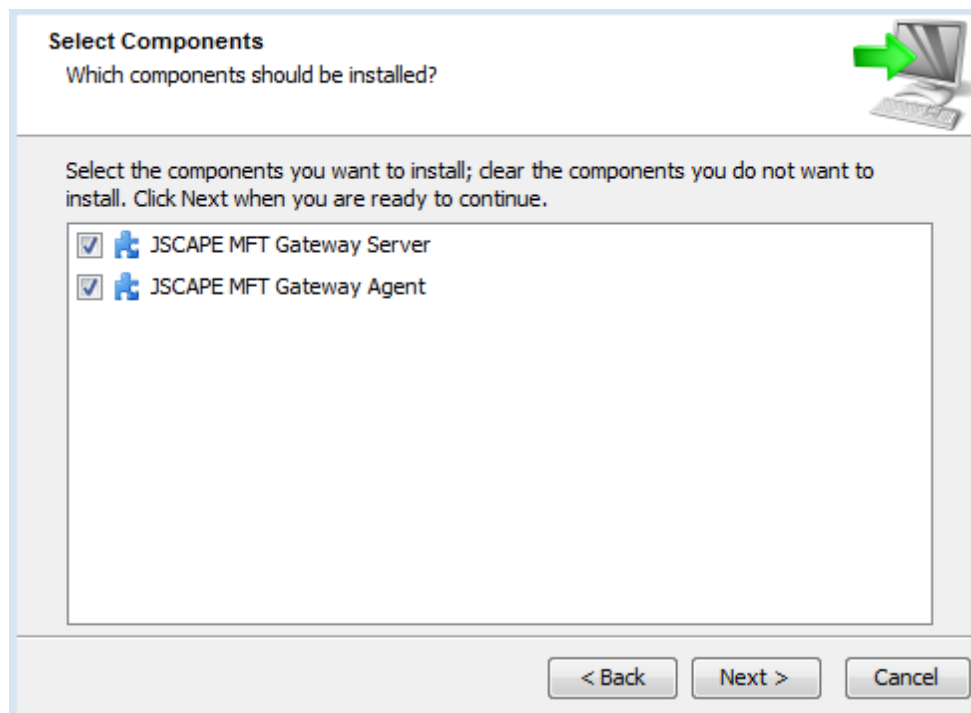 Select Components
Which components should be installed?
Select the components you want to install; clear the components you do not want to
install. Click Next when you are ready to continue.
JSCAPE MFT Gateway Server
JSCAPE MFT Gateway Agent
< Back
Next >
Cancel